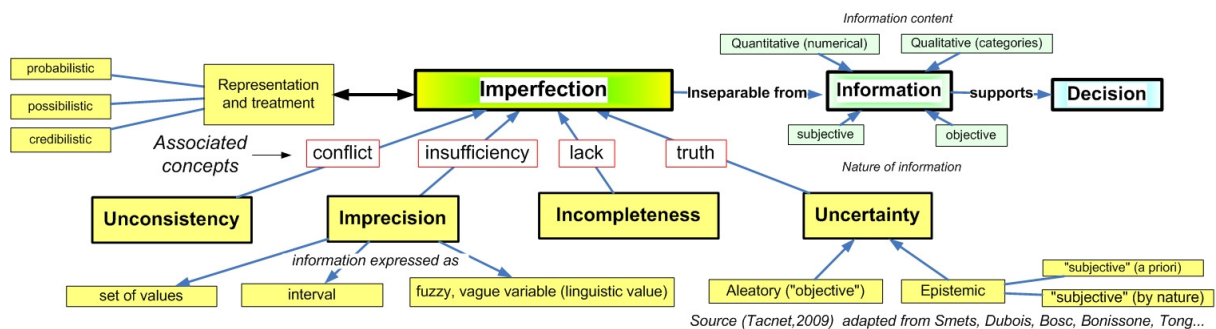 Information content
Quantitative (numerical)
Qualitative (categories)
probabilistic
possibilistic
credibilistic
Representation
and treatment
Imperfection
Inseparable from
Information
supports
Decision
subjective
objective
Nature of information
Associated
concepts
conflict
insufficiency
lack
truth
Unconsistency
Imprecision
Incompleteness
Uncertainty
information expressed as
set of values
interval
fuzzy, vague variable (linguistic value)
Aleatory ("objective")
Epistemic
"subjective" (a priori)
"subjective" (by nature)
Source (Tacnet,2009) adapted from Smets, Dubois, Bosc, Bonissone, Tong...